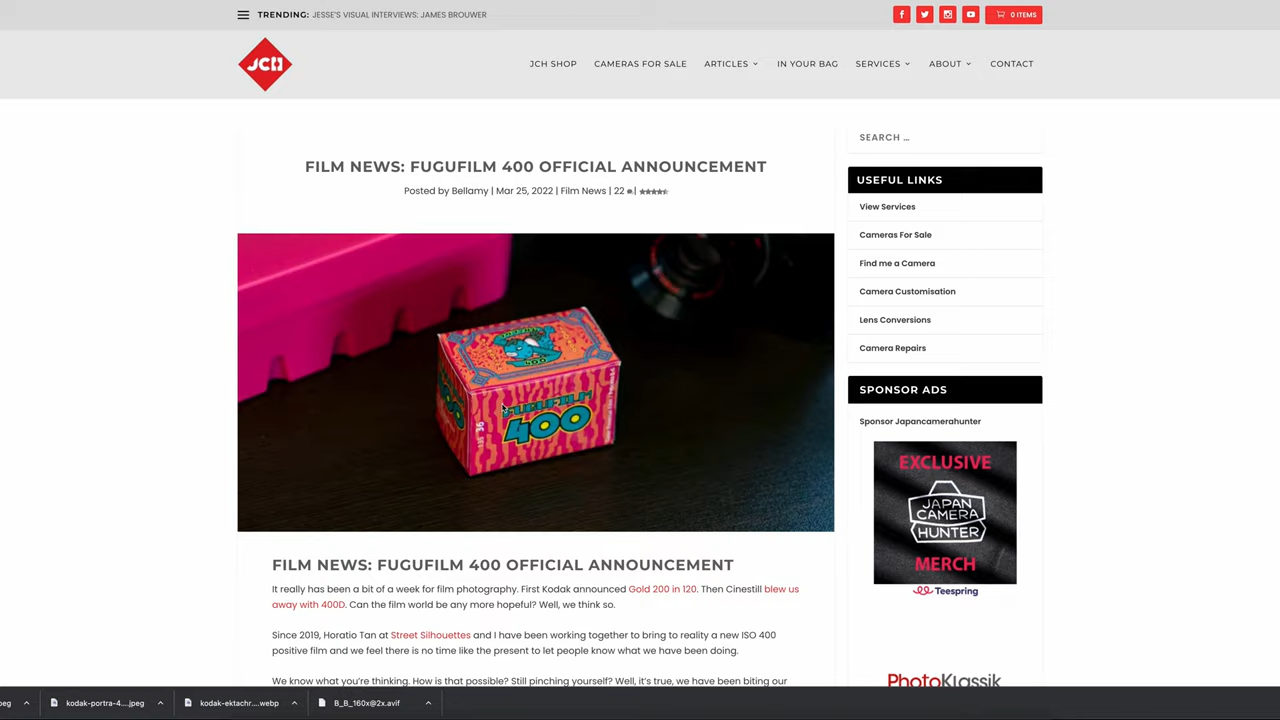 TRENDING: JESSE'S VISUAL INTERVIEWS: JAMES BROUWER
0 ITEMS
JCH
JCH SHOP
CAMERAS FOR SALE
ARTICLES
IN YOUR BAG
SERVICES
ABOUT
CONTACT
FILM NEWS: FUGUFILM 400 OFFICIAL ANNOUNCEMENT
Posted by Bellamy | Mar 25, 2022 | Film News | 22
FUGUFILM
400
36
400
FILM NEWS: FUGUFILM 400 OFFICIAL ANNOUNCEMENT
It really has been a bit of a week for film photography. First Kodak announced Gold 200 in 120. Then Cinestill blew us
away with 400D. Can the film world be any more hopeful? Well, we think so.
Since 2019, Horatio Tan at Street Silhouettes and I have been working together to bring to reality a new ISO 400
positive film and we feel there is no time like the present to let people know what we have been doing.
We know what you're thinking. How is that possible? Still pinching yourself? Well, it's true, we have been biting our
SEARCH …
USEFUL LINKS
View Services
Cameras For Sale
Find me a Camera
Camera Customisation
Lens Conversions
Camera Repairs
SPONSOR ADS
Sponsor Japancamerahunter
EXCLUSIVE
JAPAN
CAMERA
HUNTER
MERCH
Teespring
PhotoKlassik
peg
kodak-portra-4....jpeg
kodak-ektachr....webp
B_B_160x@2x.avif